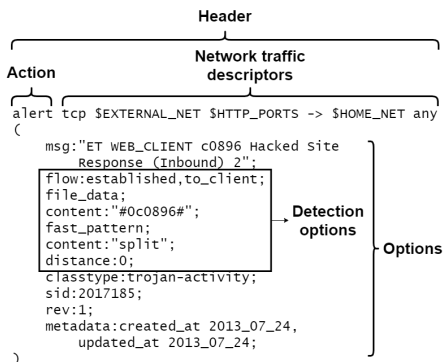 Header
Network traffic
descriptors
Action
alert tcp $EXTERNAL_NET $HTTP_PORTS -> $HOME_NET any
(
msg:"ET WEB_CLIENT c0896 Hacked Site
Response (Inbound) 2";
flow:established,to_client;
file_data;
content:"#0c0896#";
fast_pattern;
content:"split";
distance:0;
Detection
options
Options
classtype:trojan-activity;
sid:2017185;
rev:1;
metadata:created_at 2013_07_24,
updated_at 2013_07_24;
)